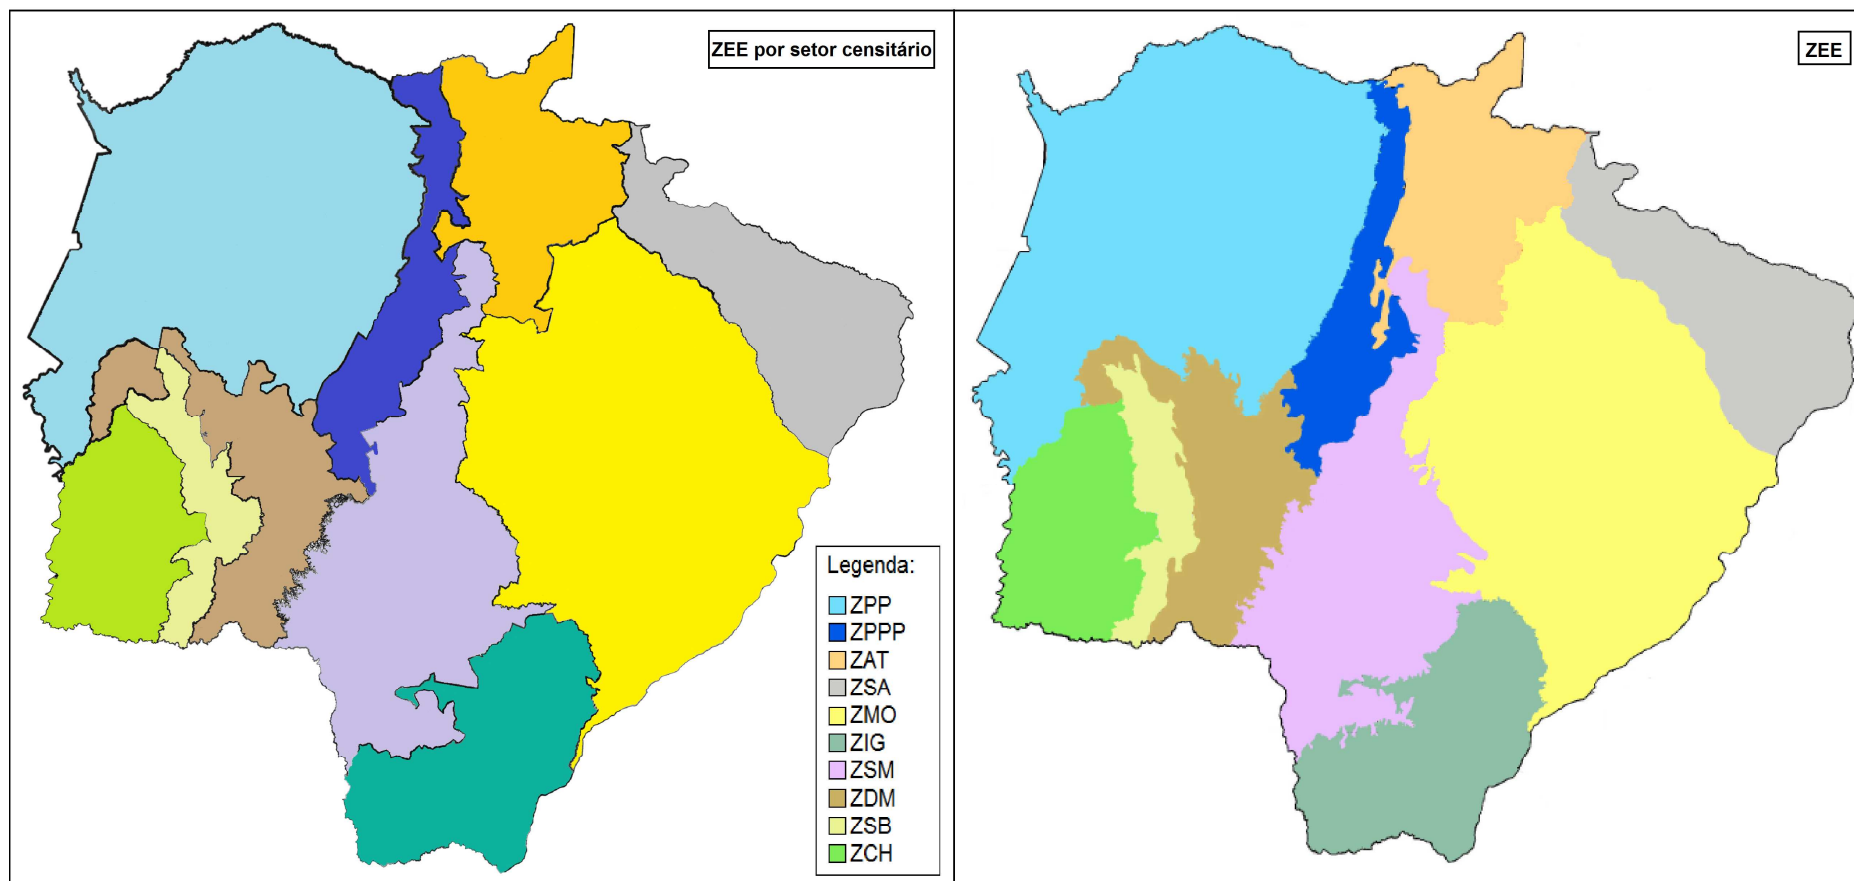 ZEE por setor censitário
ZEE
Legenda:
ZPP
ZPPP
ZAT
ZSA
ZMO
ZIG
ZSM
ZDM
ZSB
ZCH